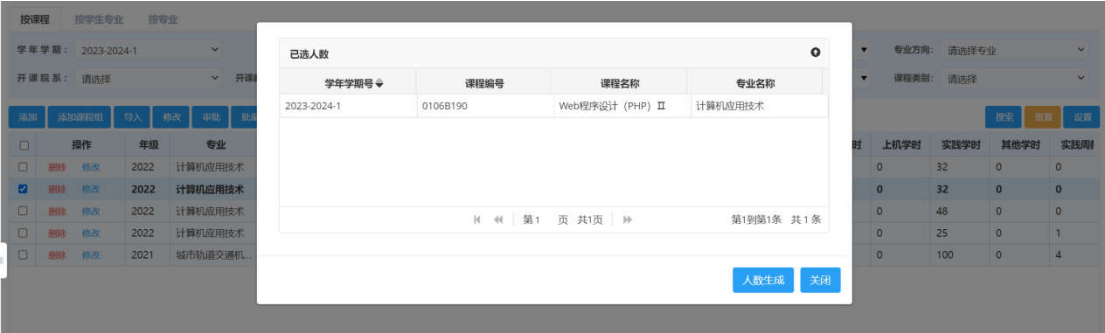 按课程 按学生专业 按专业
学年学期: 2023-2024-1 专业方向: 请选择专业
开课院系: 请选择 课程类别: 请选择
添加 添加课程组 导入 修改 审批 搜索 重置 设置
操作 年级 专业 上机学时 实践学时 其他学时
删除 修改 2022 计算机应用技术 0 32 0 0
删除 修改 2022 计算机应用技术 0 32 0 0
删除 修改 2022 计算机应用技术 0 48 0 0
删除 修改 2022 计算机应用技术 0 25 0 1
删除 修改 2021 城市轨道交通机... 0 100 0 4
已选人数
学年学期号 课程编号 课程名称 专业名称
2023-2024-1 0106B190 Web程序设计（PHP）II 计算机应用技术
第1 页 共1页 第1到第1条 共1条
人数生成 关闭